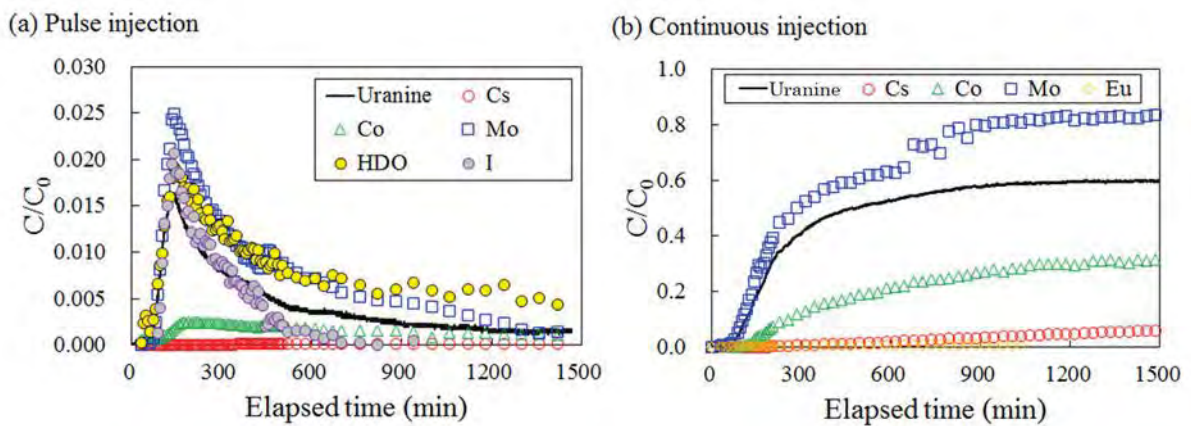 (a) Pulse injection
0.030
0.025
0.020
0.015
0.010
0.005
0.000
C/C0
Uranine Cs
Co Mo
HDO I
0 300 600 900 1200 1500
Elapsed time (min)
(b) Continuous injection
1.0
0.8
0.6
0.4
0.2
0.0
C/C0
Uranine Cs Co Mo Eu
0 300 600 900 1200 1500
Elapsed time (min)